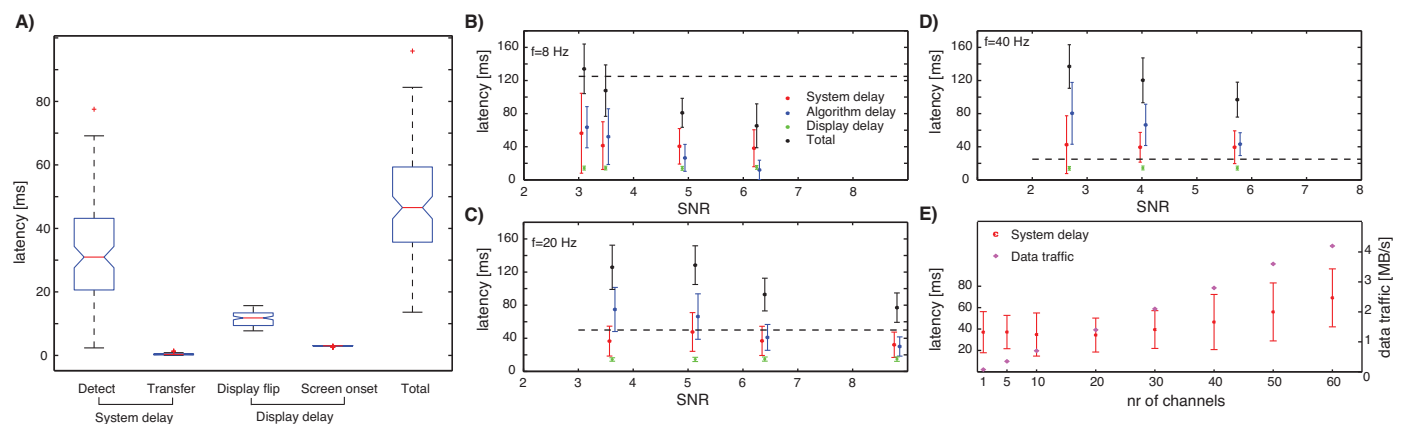 A)
latency [ms]
80
60
40
20
0
Detect
Transfer
Display flip
Screen onset
Total
System delay
Display delay
B)
f=8 Hz
latency [ms]
160
120
80
40
0
System delay
Algorithm delay
Display delay
Total
2 3 4 5 6 7 8
SNR
C)
f=20 Hz
latency [ms]
160
120
80
40
0
2 3 4 5 6 7 8
SNR
D)
f=40 Hz
latency [ms]
160
120
80
40
0
2 3 4 5 6 7 8
SNR
E)
System delay
Data traffic
latency [ms]
80
60
40
20
4
3
2
1
0
data traffic [MB/s]
1 5 10 20 30 40 50 60
nr of channels